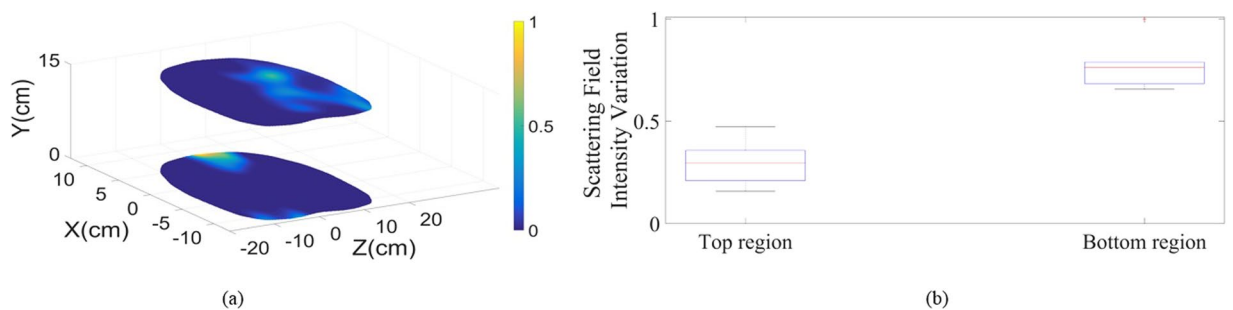 15
Y(cm)
0
10
5
0
-5
-10
X(cm)
-20
-10
0
10
20
Z(cm)
1
0.5
0
(a)
Scattering Field
Intensity Variation
1
0.5
0
Top region
Bottom region
(b)